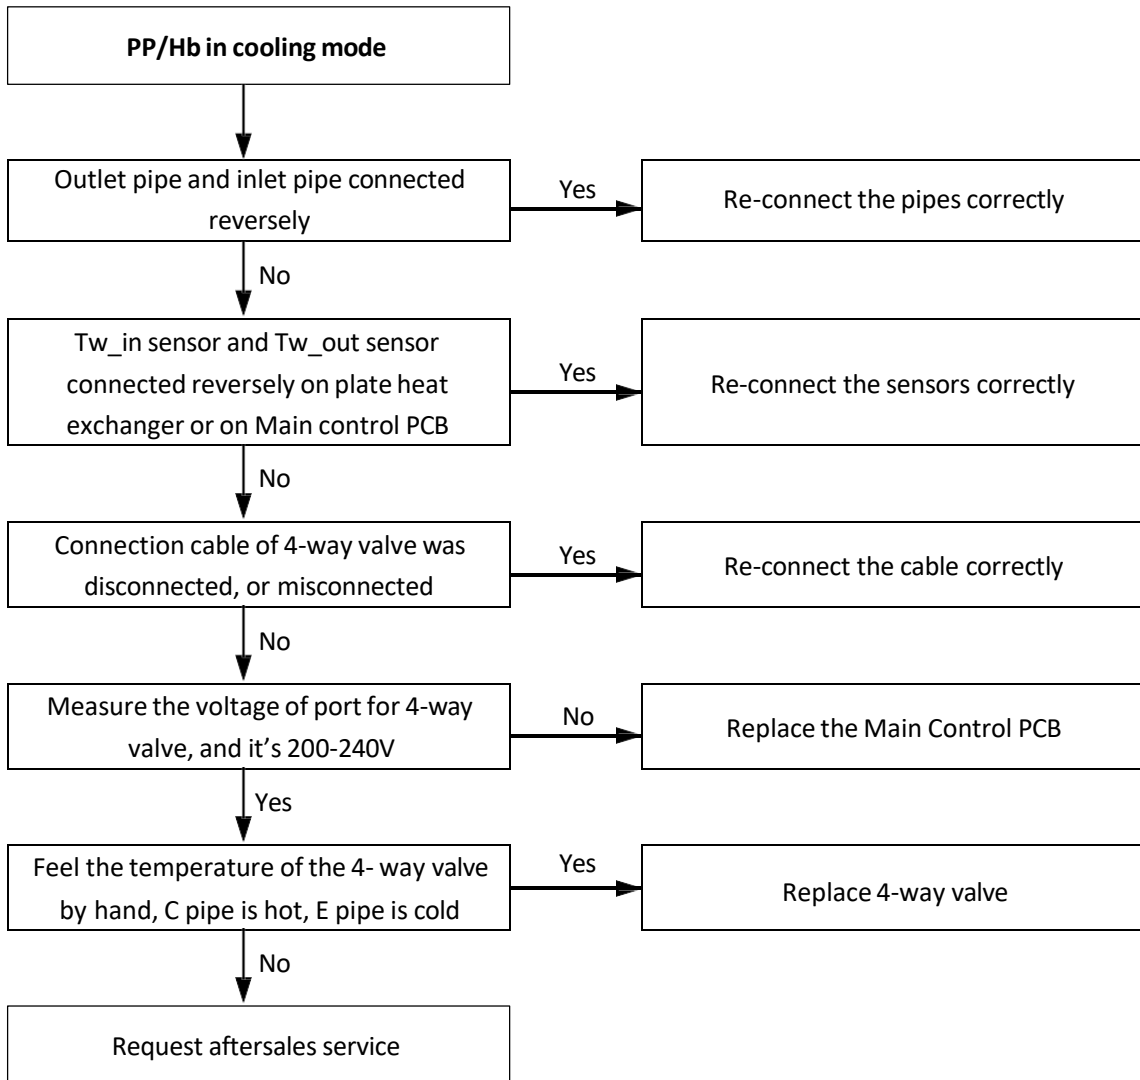 PP/Hb in cooling mode
Outlet pipe and inlet pipe connected
reversely
Yes
Re-connect the pipes correctly
No
Tw_in sensor and Tw_out sensor
connected reversely on plate heat
exchanger or on Main control PCB
Yes
Re-connect the sensors correctly
No
Connection cable of 4-way valve was
disconnected, or misconnected
Yes
Re-connect the cable correctly
No
Measure the voltage of port for 4-way
valve, and it’s 200-240V
No
Replace the Main Control PCB
Yes
Feel the temperature of the 4- way valve
by hand, C pipe is hot, E pipe is cold
Yes
Replace 4-way valve
No
Request aftersales service